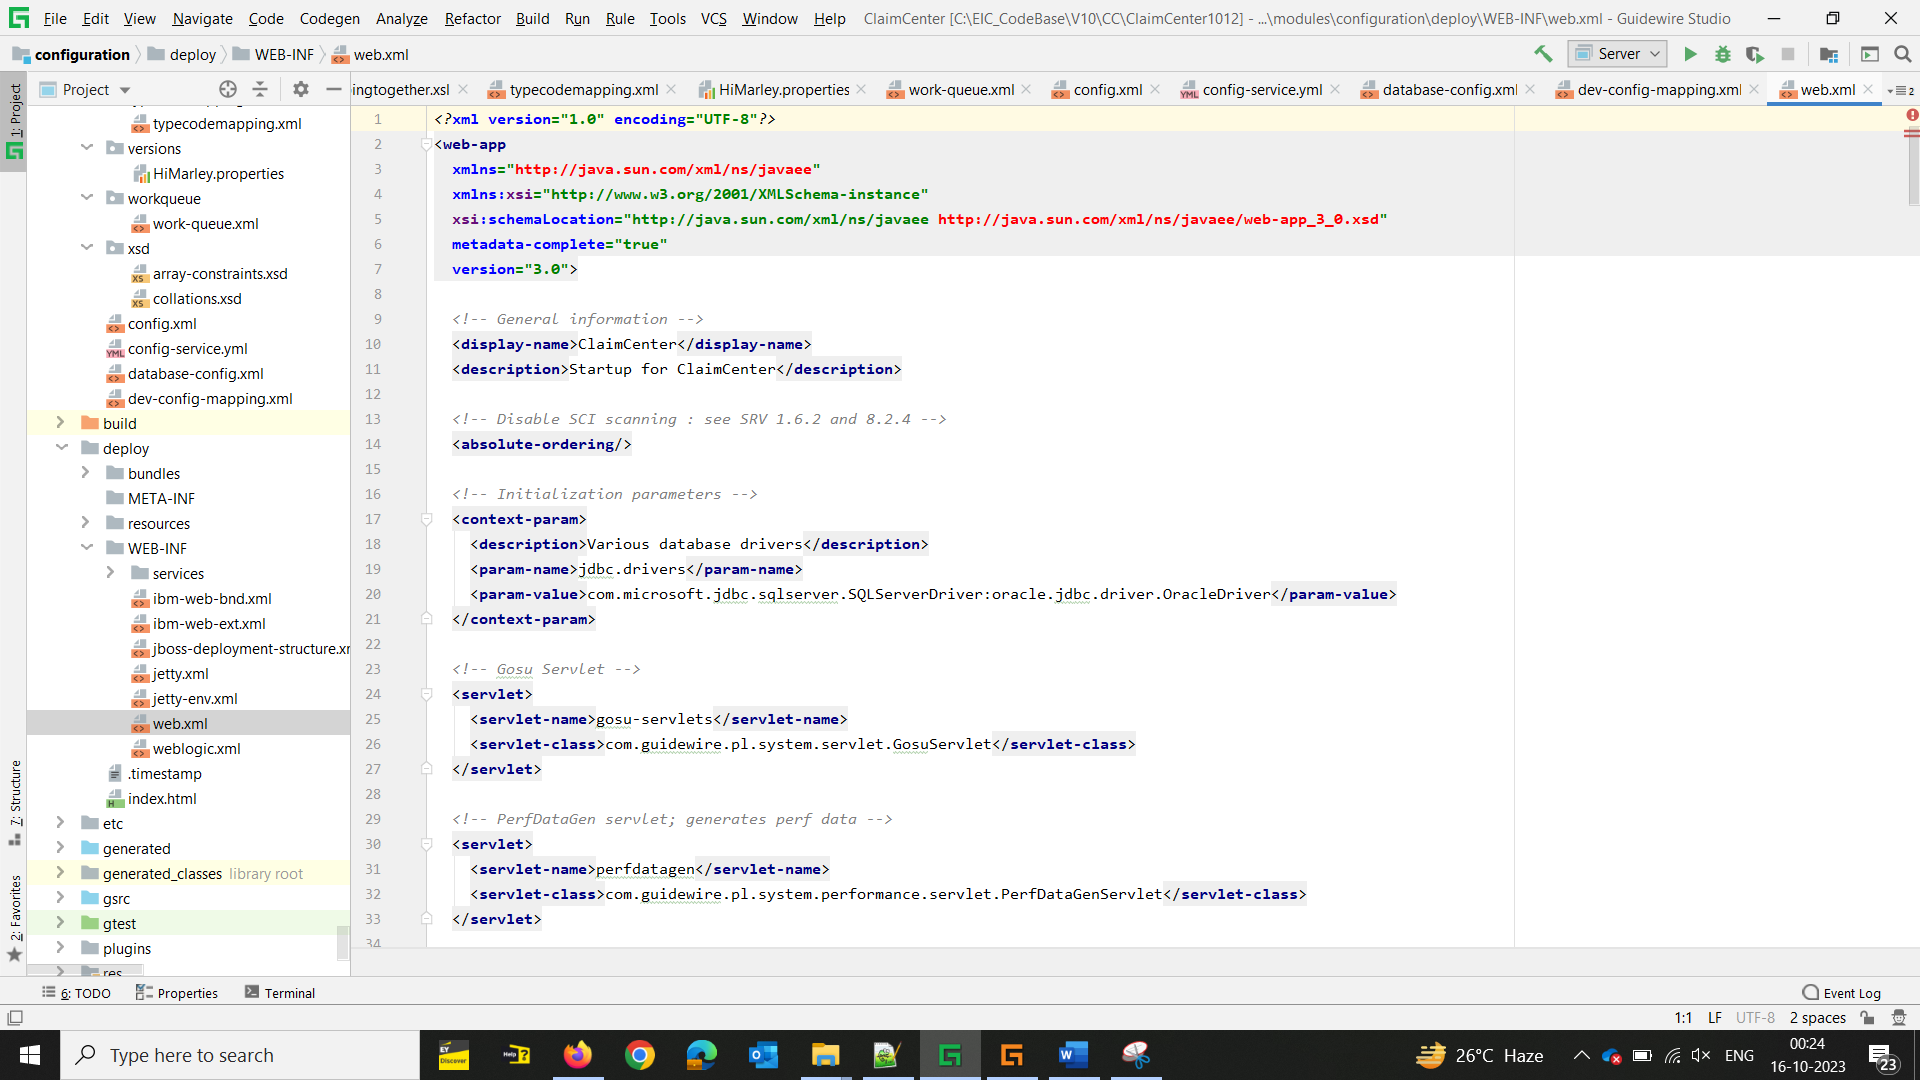 File Edit View Navigate Code Codegen Analyze Refactor Build Run Rule Tools VCS Window Help ClaimCenter [C:\EIC_CodeBase\V10\CC\ClaimCenter1012] - ...\modules\configuration\deploy\WEB-INF\web.xml - Guidewire Studio
configuration deploy WEB-INF web.xml Server
Project ingtogether.xsl typecodemapping.xml HiMarley.properties work-queue.xml config.xml config-service.yml database-config.xml dev-config-mapping.xml web.xml 2
1: Project
7: Structure
2: Favorites
typecodemapping.xml
versions
HiMarley.properties
workqueue
work-queue.xml
xsd
array-constraints.xsd
collations.xsd
config.xml
config-service.yml
database-config.xml
dev-config-mapping.xml
build
deploy
bundles
META-INF
resources
WEB-INF
services
ibm-web-bnd.xml
ibm-web-ext.xml
jboss-deployment-structure.xr
jetty.xml
jetty-env.xml
web.xml
weblogic.xml
.timestamp
index.html
etc
generated
generated_classes library root
gsrc
gtest
plugins
res
1 <?xml version="1.0" encoding="UTF-8"?>
2 <web-app
3 xmlns="http://java.sun.com/xml/ns/javaee"
4 xmlns:xsi="http://www.w3.org/2001/XMLSchema-instance"
5 xsi:schemaLocation="http://java.sun.com/xml/ns/javaee http://java.sun.com/xml/ns/javaee/web-app_3_0.xsd"
6 metadata-complete="true"
7 version="3.0">
8
9 <!-- General information -->
10 <display-name>ClaimCenter</display-name>
11 <description>Startup for ClaimCenter</description>
12
13 <!-- Disable SCI scanning : see SRV 1.6.2 and 8.2.4 -->
14 <absolute-ordering/>
15
16 <!-- Initialization parameters -->
17 <context-param>
18 <description>Various database drivers</description>
19 <param-name>jdbc.drivers</param-name>
20 <param-value>com.microsoft.jdbc.sqlserver.SQLServerDriver:oracle.jdbc.driver.OracleDriver</param-value>
21 </context-param>
22
23 <!-- Gosu Servlet -->
24 <servlet>
25 <servlet-name>gosu-servlets</servlet-name>
26 <servlet-class>com.guidewire.pl.system.servlet.GosuServlet</servlet-class>
27 </servlet>
28
29 <!-- PerfDataGen servlet; generates perf data -->
30 <servlet>
31 <servlet-name>perfdatagen</servlet-name>
32 <servlet-class>com.guidewire.pl.system.performance.servlet.PerfDataGenServlet</servlet-class>
33 </servlet>
34
6: TODO Properties Terminal Event Log
1:1 LF UTF-8 2 spaces
Type here to search EY Discover Help ? 26°C Haze ENG 00:24
16-10-2023 23